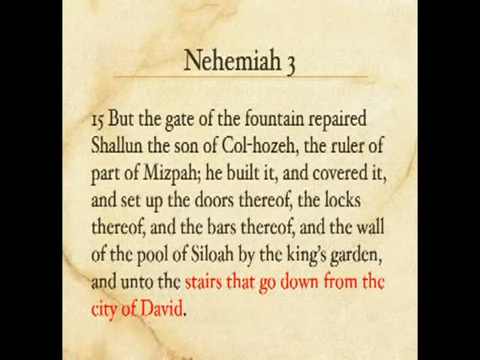 Nehemiah 3
15 But the gate of the fountain repaired
Shallun the son of Col-hozeh, the ruler of
part of Mizpah; he built it, and covered it,
and set up the doors thereof, the locks
thereof, and the bars thereof, and the wall
of the pool of Siloah by the king's garden,
and unto the stairs that go down from the
city of David.